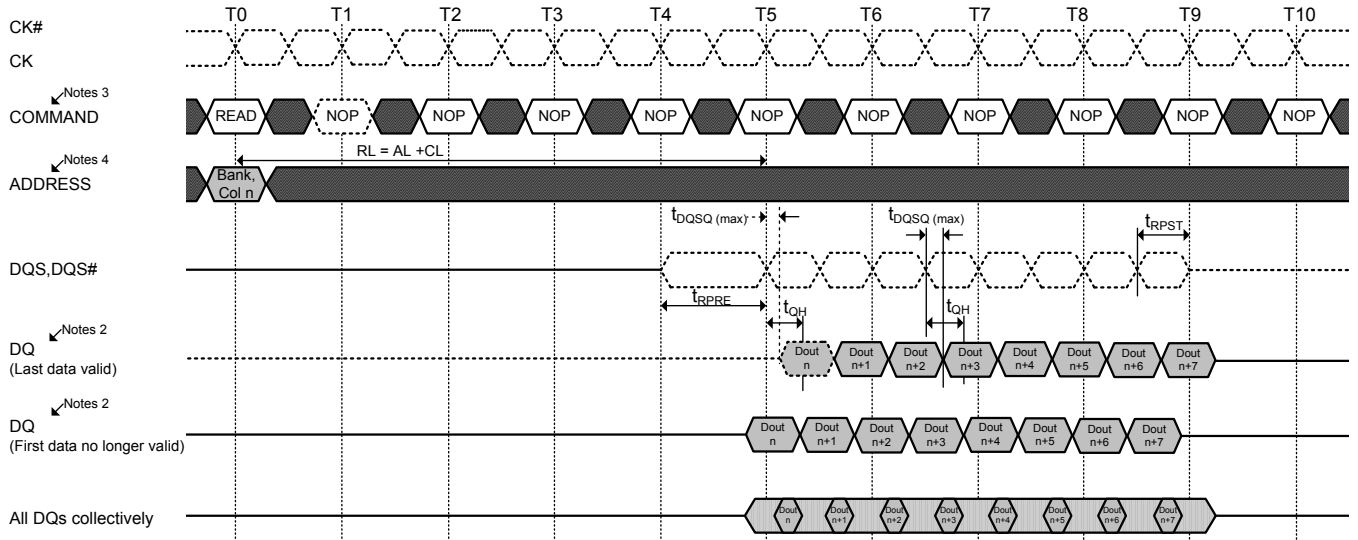 T0 T1 T2 T3 T4 T5 T6 T7 T8 T9 T10
CK#
CK
Notes 3
COMMAND
READ NOP NOP NOP NOP NOP NOP NOP NOP NOP NOP
RL = AL +CL
Notes 4
ADDRESS
Bank,
Col n
tDQSQ (max) tDQSQ (max) tRPST
DQS,DQS#
tRPRE tQH tQH
Notes 2
DQ
(Last data valid)
Dout n Dout n+1 Dout n+2 Dout n+3 Dout n+4 Dout n+5 Dout n+6 Dout n+7
Notes 2
DQ
(First data no longer valid)
Dout n Dout n+1 Dout n+2 Dout n+3 Dout n+4 Dout n+5 Dout n+6 Dout n+7
All DQs collectively
Dout n Dout n+1 Dout n+2 Dout n+3 Dout n+4 Dout n+5 Dout n+6 Dout n+7